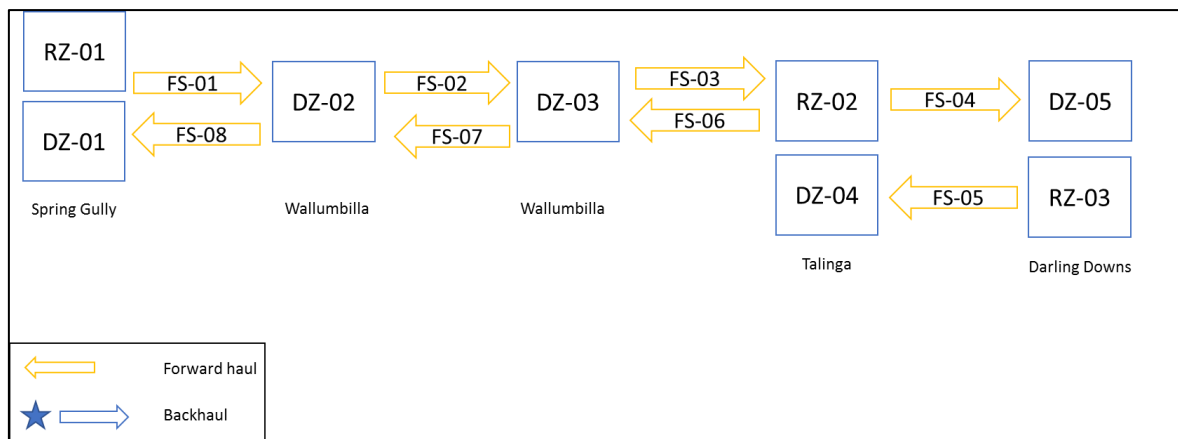 RZ-01
FS-01
FS-02
FS-03
DZ-02
DZ-03
RZ-02
FS-04
DZ-05
DZ-01
FS-08
FS-07
FS-06
DZ-04
FS-05
RZ-03
Spring Gully
Wallumbilla
Wallumbilla
Talinga
Darling Downs
Forward haul
Backhaul